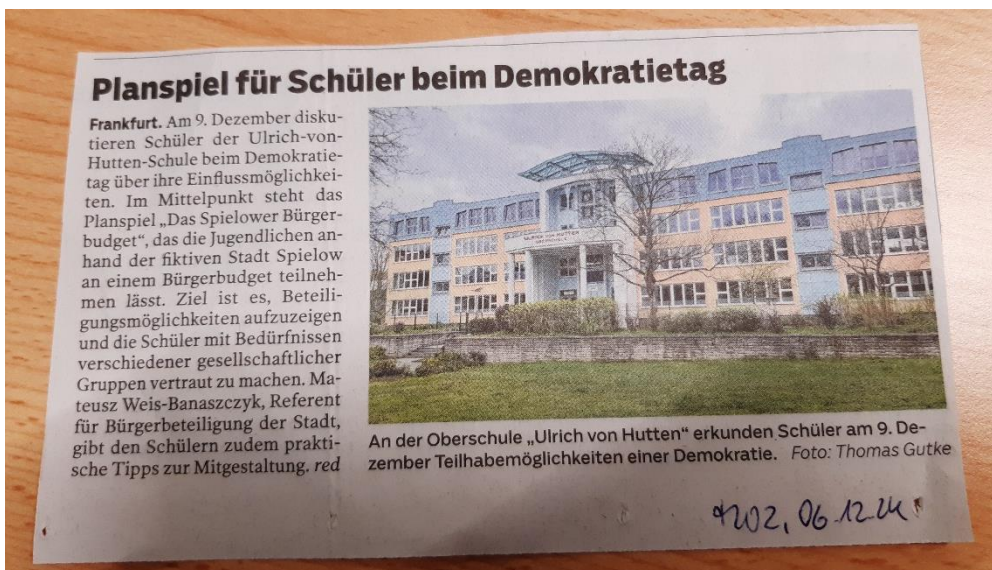 Planspiel für Schüler beim Demokratietag
Frankfurt. Am 9. Dezember disku-
tieren Schüler der Ulrich-von-
Hutten-Schule beim Demokratie-
tag über ihre Einflussmöglichkei-
ten. Im Mittelpunkt steht das
Planspiel „Das Spielower Bürger-
budget“, das die Jugendlichen an-
hand der fiktiven Stadt Spielow
an einem Bürgerbudget teilneh-
men lässt. Ziel ist es, Beteili-
gungsmöglichkeiten aufzuzeigen
und die Schüler mit Bedürfnissen
verschiedener gesellschaftlicher
Gruppen vertraut zu machen. Ma-
teusz Weis-Banaszczyk, Referent
für Bürgerbeteiligung der Stadt,
gibt den Schülern zudem prakti-
sche Tipps zur Mitgestaltung. red
An der Oberschule „Ulrich von Hutten“ erkunden Schüler am 9. De-
zember Teilhabemöglichkeiten einer Demokratie. Foto: Thomas Gutke
06.12.24